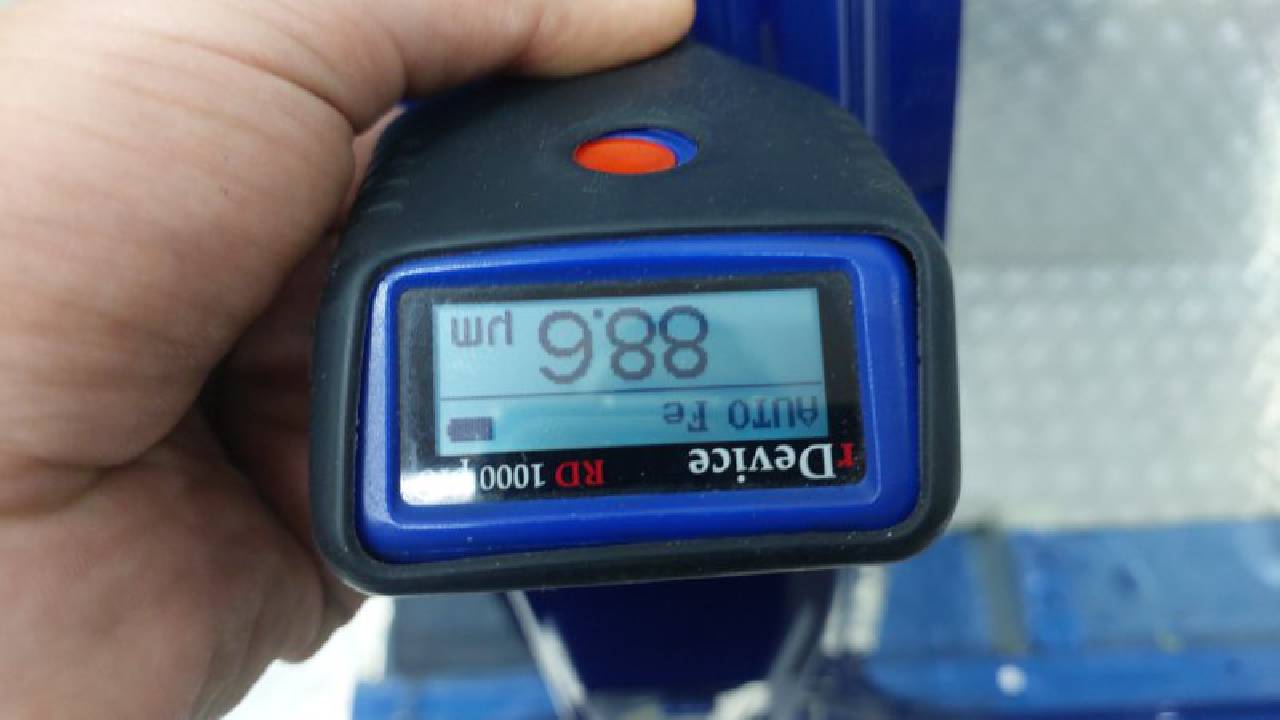 rDevice RD 1000
AUTO Fe
88.6 µm